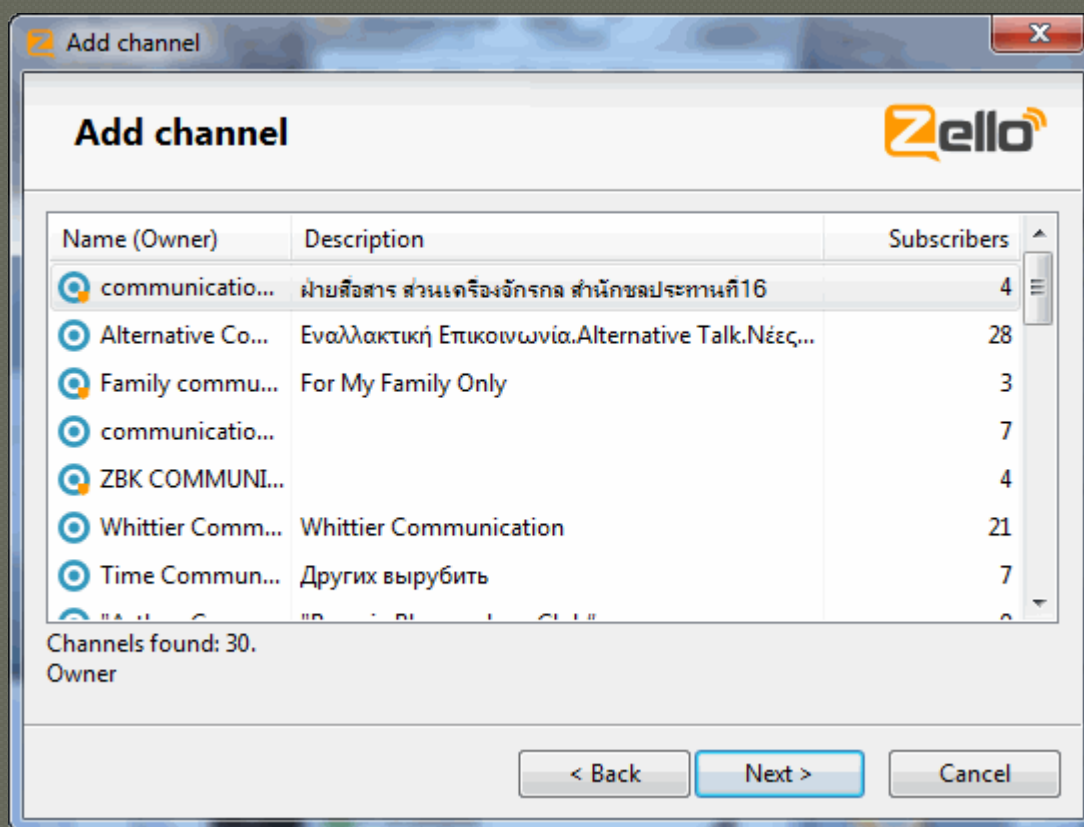 Add channel
Add channel
Zello
Name (Owner) Description Subscribers
communicatio... ฝ่ายสื่อสาร ส่วนเครื่องจักรกล สำนักชลประทานที่16 4
Alternative Co... Εναλλακτική Επικοινωνία.Alternative Talk.Νέες... 28
Family commu... For My Family Only 3
communicatio... 7
ZBK COMMUNI... 4
Whittier Comm... Whittier Communication 21
Time Commun... Других вырубить 7
Channels found: 30.
Owner
< Back Next > Cancel